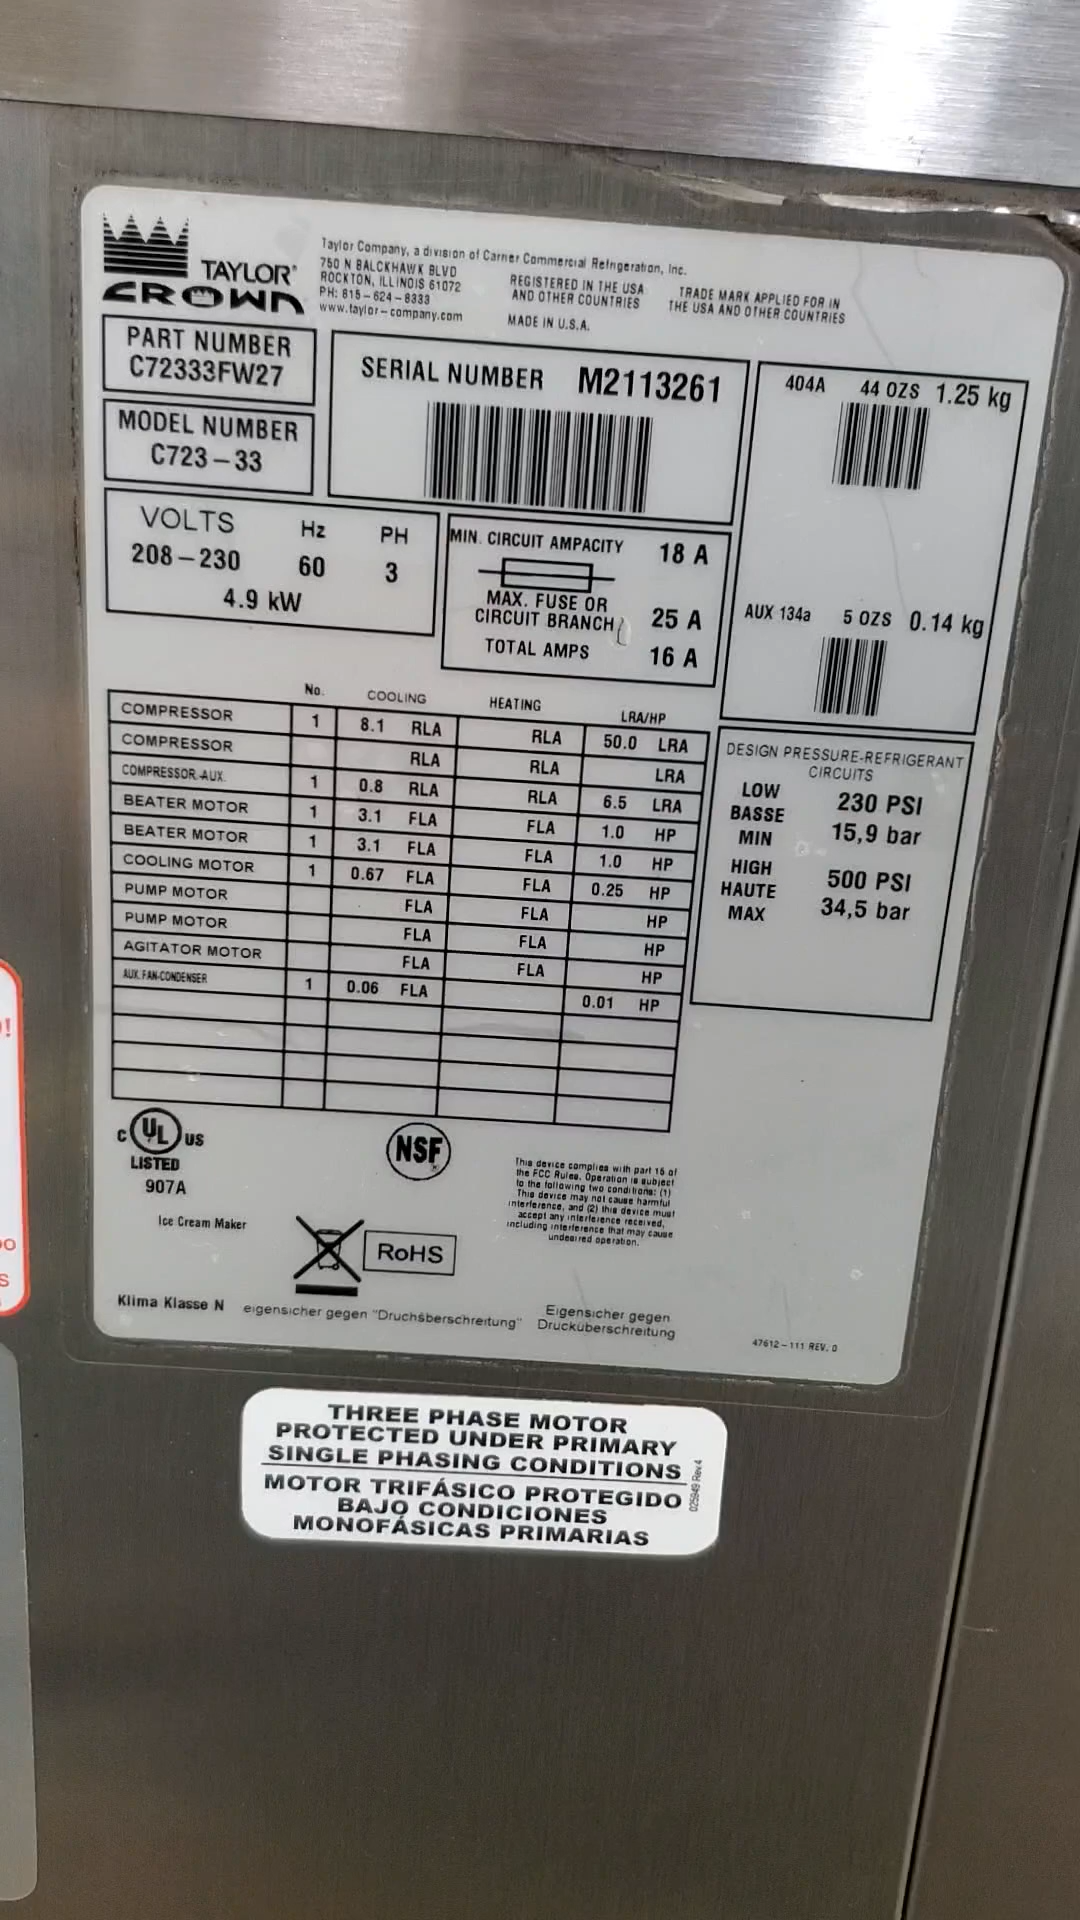 TAYLOR®
CROWN
Taylor Company, a division of Carrier Commercial Refrigeration, Inc.
750 N BALCKHAWK BLVD
ROCKTON, ILLINOIS 61072
PH: 815-624-8333
www.taylor-company.com
REGISTERED IN THE USA
AND OTHER COUNTRIES
MADE IN U.S.A.
TRADE MARK APPLIED FOR IN
THE USA AND OTHER COUNTRIES
PART NUMBER
C72333FW27
MODEL NUMBER
C723-33
SERIAL NUMBER M2113261
404A 44 OZS 1.25 kg
AUX 134a 5 OZS 0.14 kg
VOLTS Hz PH
208-230 60 3
4.9 kW
MIN. CIRCUIT AMPACITY 18 A
MAX. FUSE OR
CIRCUIT BRANCH 25 A
TOTAL AMPS 16 A
No. COOLING HEATING LRA/HP
COMPRESSOR 1 8.1 RLA RLA 50.0 LRA
COMPRESSOR RLA RLA LRA
COMPRESSOR-AUX. 1 0.8 RLA RLA 6.5 LRA
BEATER MOTOR 1 3.1 FLA FLA 1.0 HP
BEATER MOTOR 1 3.1 FLA FLA 1.0 HP
COOLING MOTOR 1 0.67 FLA FLA 0.25 HP
PUMP MOTOR FLA FLA HP
PUMP MOTOR FLA FLA HP
AGITATOR MOTOR FLA FLA HP
AUX. FAN-CONDENSER 1 0.06 FLA 0.01 HP
DESIGN PRESSURE-REFRIGERANT
CIRCUITS
LOW 230 PSI
BASSE
MIN 15,9 bar
HIGH 500 PSI
HAUTE
MAX 34,5 bar
C UL US
LISTED
907A
Ice Cream Maker
NSF
RoHS
This device complies with part 15 of
the FCC Rules. Operation is subject
to the following two conditions: (1)
This device may not cause harmful
interference, and (2) this device must
accept any interference received,
including interference that may cause
undesired operation.
Klima Klasse N
eigensicher gegen "Druchsberschreitung"
Eigensicher gegen
Drucküberschreitung
47612-111 REV. 0
THREE PHASE MOTOR
PROTECTED UNDER PRIMARY
SINGLE PHASING CONDITIONS
MOTOR TRIFÁSICO PROTEGIDO
BAJO CONDICIONES
MONOFÁSICAS PRIMARIAS
025949 Rev.4